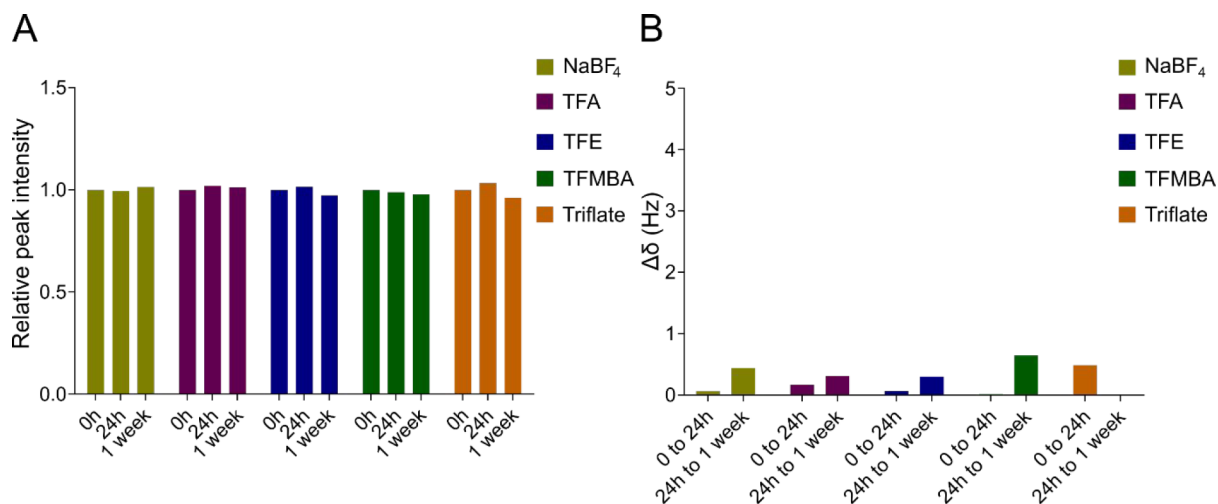 A
Relative peak intensity
1.5
1.0
0.5
0.0
0h
24h
1 week
0h
24h
1 week
0h
24h
1 week
0h
24h
1 week
0h
24h
1 week
NaBF₄
TFA
TFE
TFMBA
Triflate
B
Δδ (Hz)
5
4
3
2
1
0
0 to 24h
24h to 1 week
0 to 24h
24h to 1 week
0 to 24h
24h to 1 week
0 to 24h
24h to 1 week
0 to 24h
24h to 1 week
NaBF₄
TFA
TFE
TFMBA
Triflate